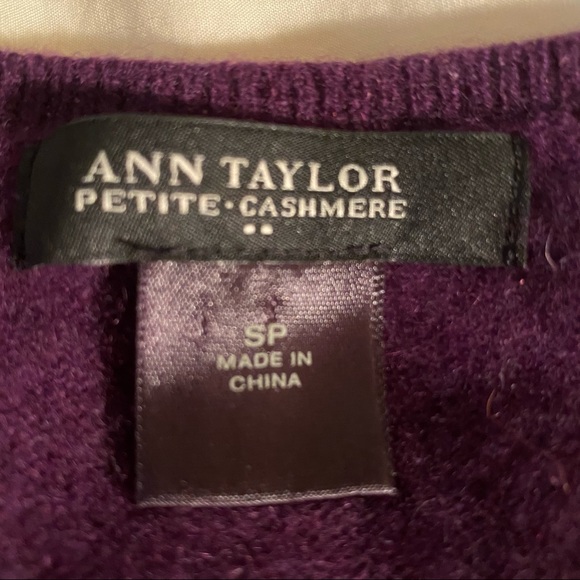 ANN TAYLOR
PETITE·CASHMERE
SP
MADE IN
CHINA